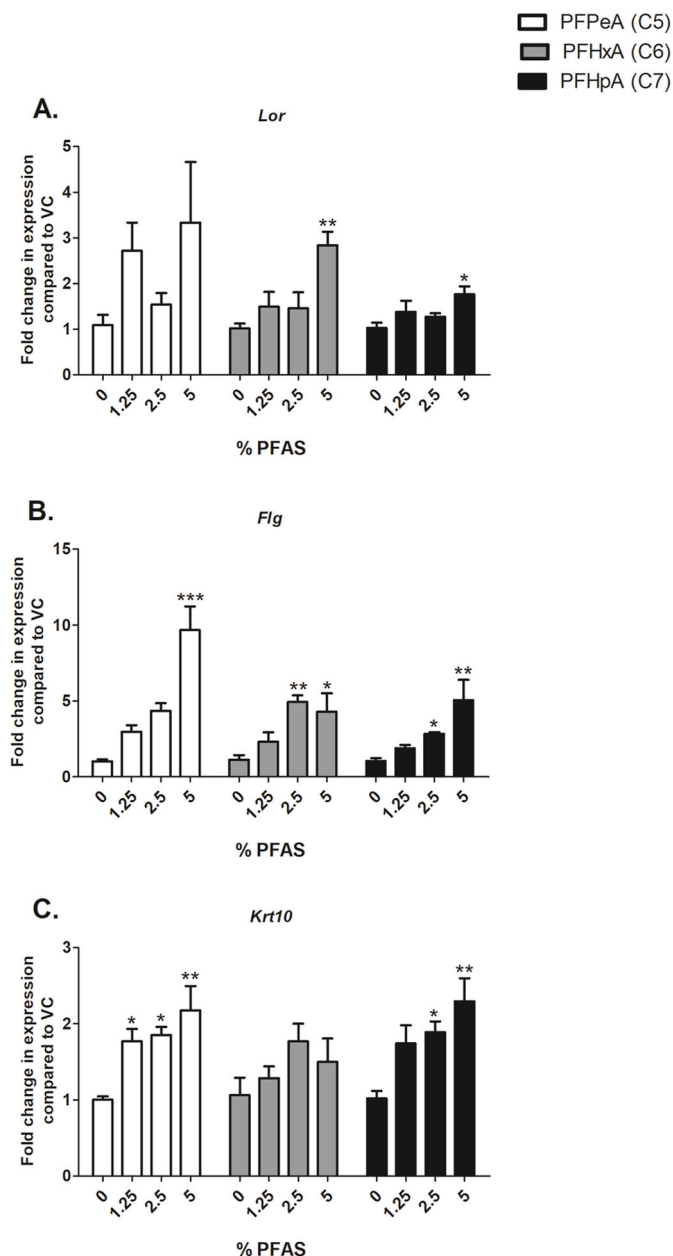 PFPeA (C5)
PFHxA (C6)
PFHpA (C7)
A.
Lor
Fold change in expression
compared to VC
5
4
3
2
1
0
**
*
0 1.25 2.5 5 0 1.25 2.5 5 0 1.25 2.5 5
% PFAS
B.
Flg
Fold change in expression
compared to VC
15
10
5
0
***
** * * **
0 1.25 2.5 5 0 1.25 2.5 5 0 1.25 2.5 5
% PFAS
C.
Krt10
Fold change in expression
compared to VC
3
2
1
0
* * ** * **
0 1.25 2.5 5 0 1.25 2.5 5 0 1.25 2.5 5
% PFAS